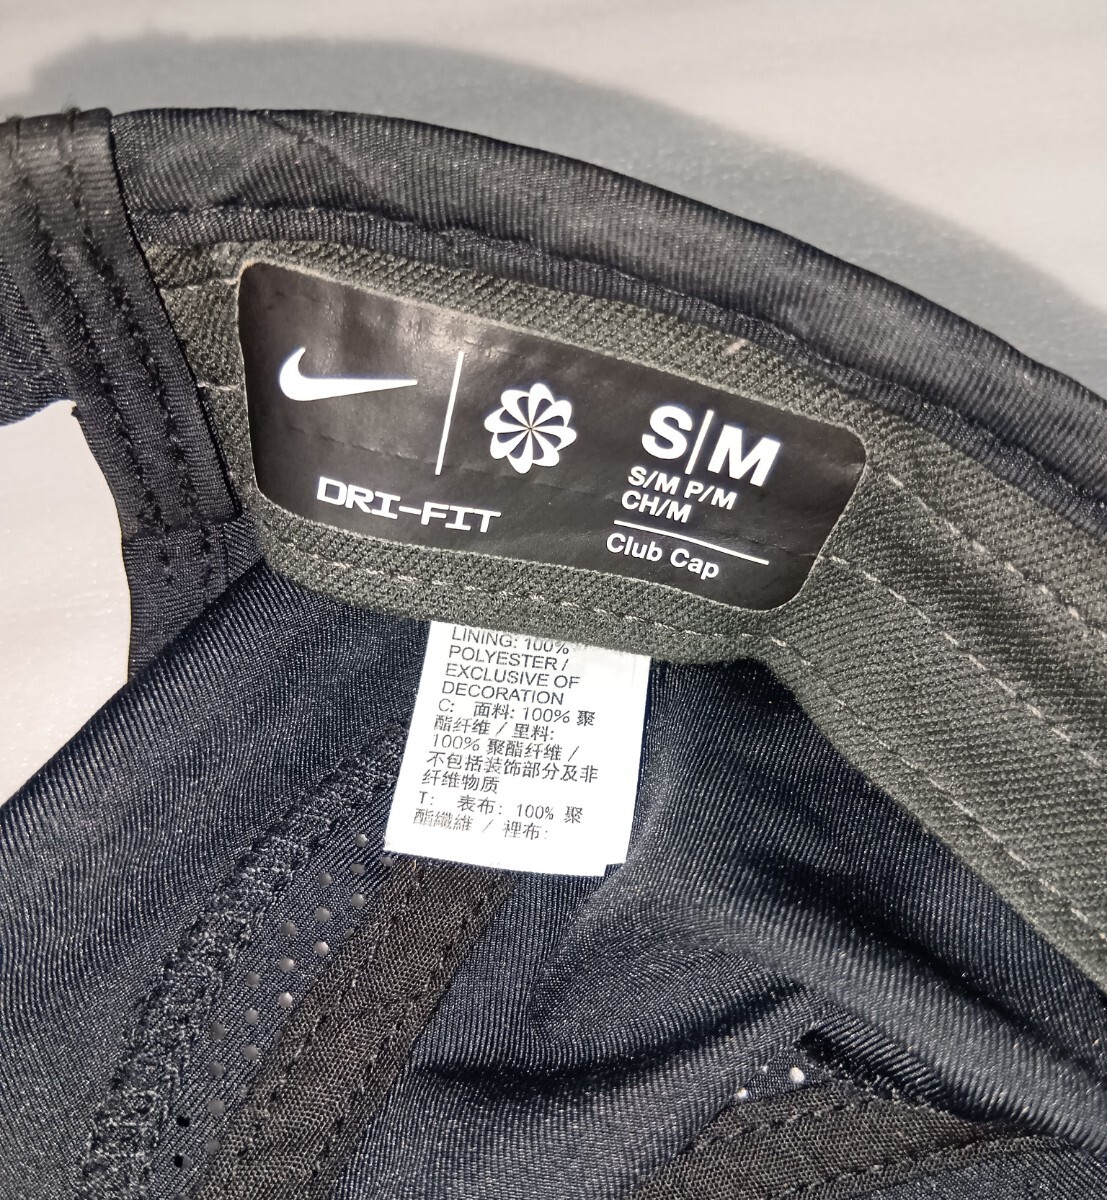 S|M
S/M P/M
CH/M
Club Cap
DRI-FIT
LINING: 100%
POLYESTER /
EXCLUSIVE OF
DECORATION
C: 面料: 100% 聚
酯纤维 / 里料:
100% 聚酯纤维 /
不包括装饰部分及非
纤维物质
T: 表布: 100% 聚
酯纖維 / 裡布: